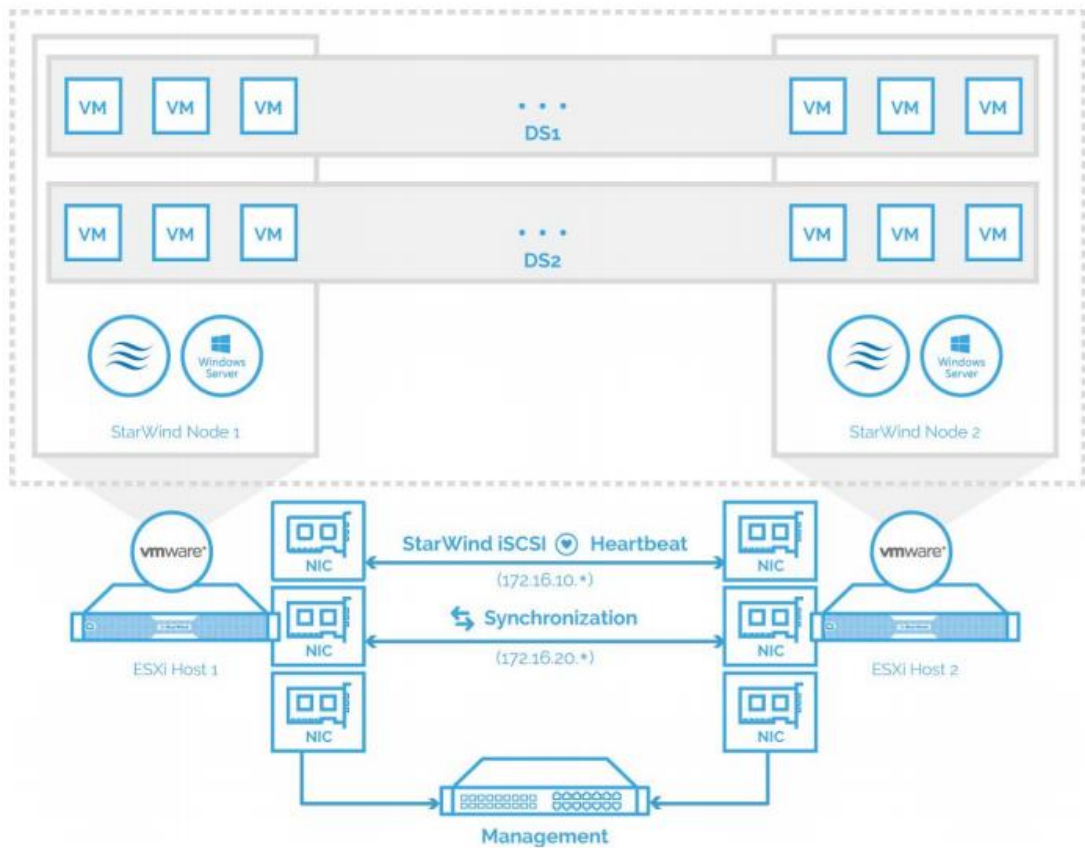 VM VM VM ... VM VM VM
DS1
VM VM VM ... VM VM VM
DS2
Windows Server
Windows Server
StarWind Node 1
StarWind Node 2
vmware
vmware
NIC
StarWind iSCSI Heartbeat
NIC
(172.16.10.*)
Synchronization
NIC
(172.16.20.*)
NIC
ESXi Host 1
ESXi Host 2
NIC
NIC
Management